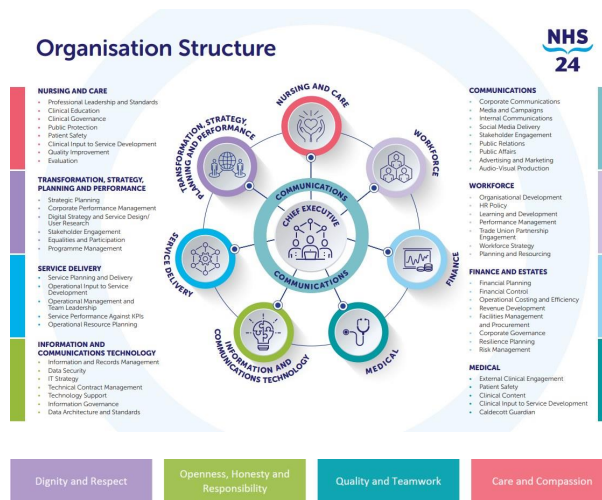 Organisation Structure
NHS
24
NURSING AND CARE
Professional Leadership and Standards
Clinical Education
Clinical Governance
Public Protection
Patient Safety
Clinical Input to Service Development
Quality Improvement
Evaluation
TRANSFORMATION, STRATEGY,
PLANNING AND PERFORMANCE
Strategic Planning
Corporate Performance Management
Digital Strategy and Service Design/
User Research
Stakeholder Engagement
Equalities and Participation
Programme Management
SERVICE DELIVERY
Service Planning and Delivery
Operational Input to Service
Development
Operational Management and
Team Leadership
Service Performance Against KPIs
Operational Resource Planning
INFORMATION AND
COMMUNICATIONS TECHNOLOGY
Information and Records Management
Data Security
IT Strategy
Technical Contract Management
Technology Support
Information Governance
Data Architecture and Standards
NURSING AND CARE
WORKFORCE
FINANCE
MEDICAL
INFORMATION AND
COMMUNICATIONS TECHNOLOGY
SERVICE DELIVERY
TRANSFORMATION, STRATEGY,
PLANNING AND PERFORMANCE
COMMUNICATIONS
CHIEF EXECUTIVE
COMMUNICATIONS
COMMUNICATIONS
Corporate Communications
Media and Campaigns
Internal Communications
Social Media Delivery
Stakeholder Engagement
Public Relations
Public Affairs
Advertising and Marketing
Audio-Visual Production
WORKFORCE
Organisational Development
HR Policy
Learning and Development
Performance Management
Trade Union Partnership
Engagement
Workforce Strategy
Planning and Resourcing
FINANCE AND ESTATES
Financial Planning
Financial Control
Operational Costing and Efficiency
Revenue Development
Facilities Management
and Procurement
Corporate Governance
Resilience Planning
Risk Management
MEDICAL
External Clinical Engagement
Patient Safety
Clinical Content
Clinical Input to Service Development
Caldecott Guardian
Dignity and Respect
Openness, Honesty and
Responsibility
Quality and Teamwork
Care and Compassion